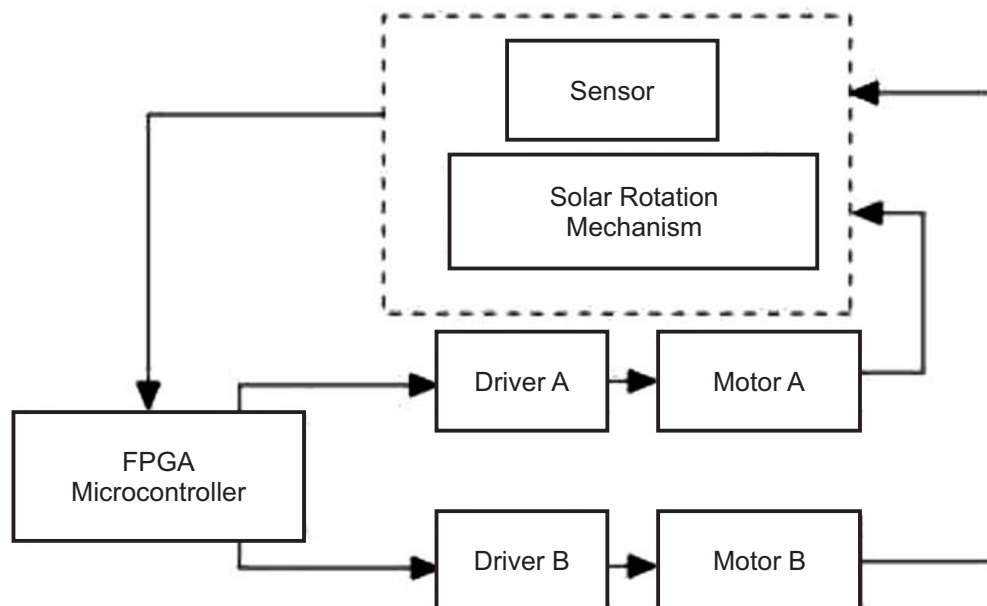 Sensor
Solar Rotation
Mechanism
Driver A
Motor A
FPGA
Microcontroller
Driver B
Motor B